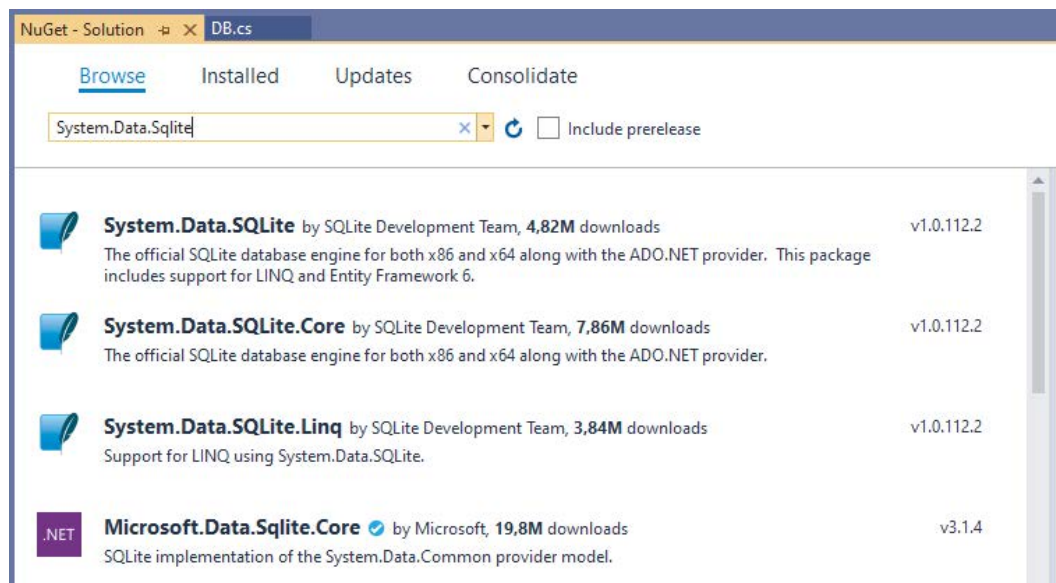 NuGet - Solution DB.cs
Browse Installed Updates Consolidate
System.Data.Sqlite Include prerelease
System.Data.SQLite by SQLite Development Team, 4,82M downloads v1.0.112.2
The official SQLite database engine for both x86 and x64 along with the ADO.NET provider. This package
includes support for LINQ and Entity Framework 6.
System.Data.SQLite.Core by SQLite Development Team, 7,86M downloads v1.0.112.2
The official SQLite database engine for both x86 and x64 along with the ADO.NET provider.
System.Data.SQLite.Linq by SQLite Development Team, 3,84M downloads v1.0.112.2
Support for LINQ using System.Data.SQLite.
.NET Microsoft.Data.Sqlite.Core by Microsoft, 19,8M downloads v3.1.4
SQLite implementation of the System.Data.Common provider model.